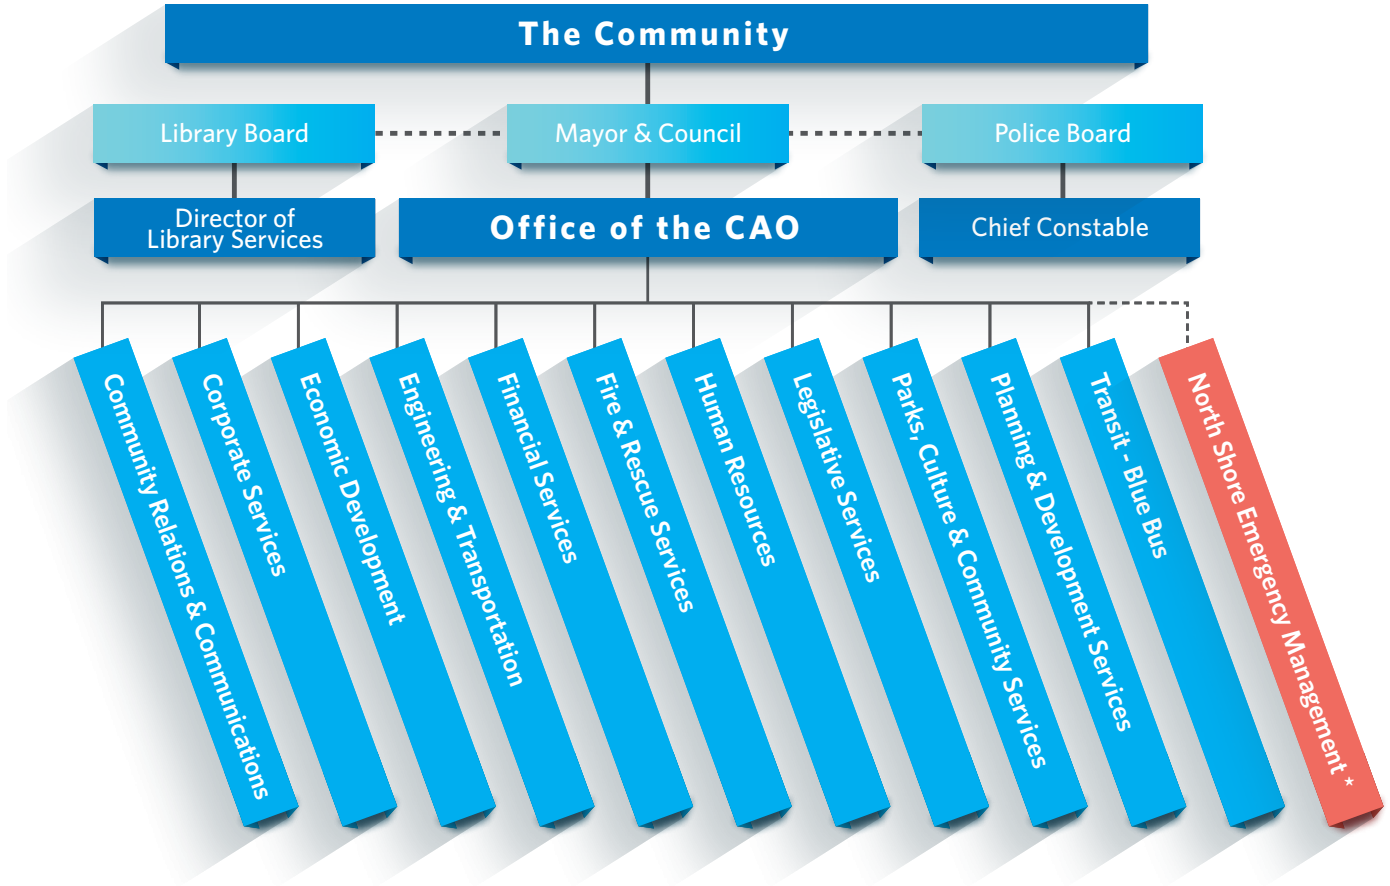 The Community
Library Board
Mayor & Council
Police Board
Director of
Library Services
Office of the CAO
Chief Constable
Community Relations & Communications
Corporate Services
Economic Development
Engineering & Transportation
Financial Services
Fire & Rescue Services
Human Resources
Legislative Services
Parks, Culture & Community Services
Planning & Development Services
Transit - Blue Bus
North Shore Emergency Management *